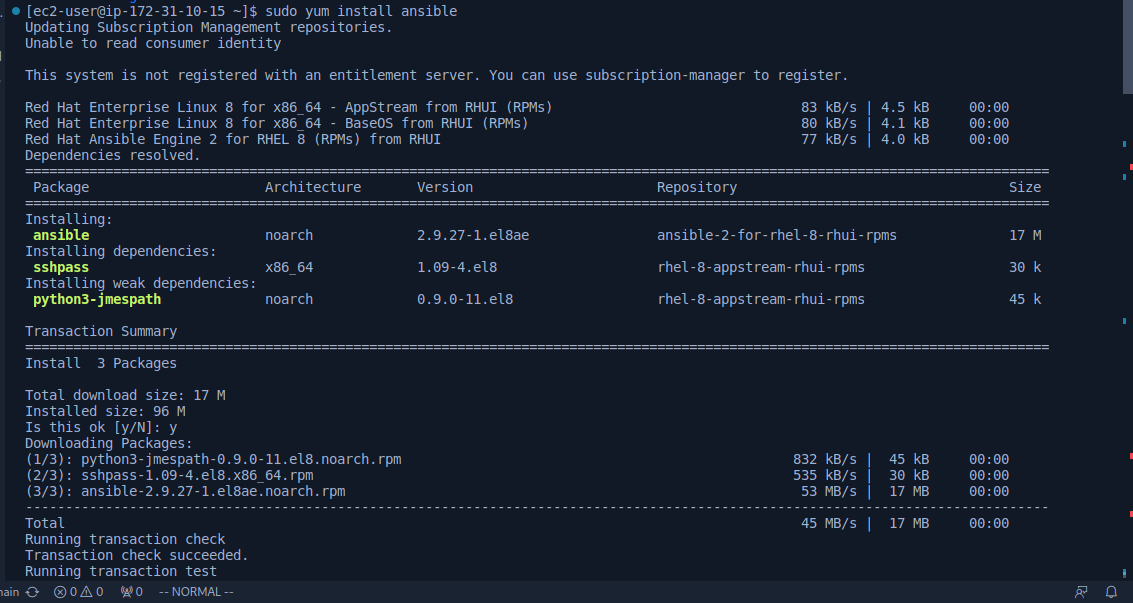 [ec2-user@ip-172-31-10-15 ~]$ sudo yum install ansible
Updating Subscription Management repositories.
Unable to read consumer identity
This system is not registered with an entitlement server. You can use subscription-manager to register.
Red Hat Enterprise Linux 8 for x86_64 - AppStream from RHUI (RPMs) 83 kB/s | 4.5 kB 00:00
Red Hat Enterprise Linux 8 for x86_64 - BaseOS from RHUI (RPMs) 80 kB/s | 4.1 kB 00:00
Red Hat Ansible Engine 2 for RHEL 8 (RPMs) from RHUI 77 kB/s | 4.0 kB 00:00
Dependencies resolved.
================================================================================================================================
Package Architecture Version Repository Size
================================================================================================================================
Installing:
ansible noarch 2.9.27-1.el8ae ansible-2-for-rhel-8-rhui-rpms 17 M
Installing dependencies:
sshpass x86_64 1.09-4.el8 rhel-8-appstream-rhui-rpms 30 k
Installing weak dependencies:
python3-jmespath noarch 0.9.0-11.el8 rhel-8-appstream-rhui-rpms 45 k
Transaction Summary
================================================================================================================================
Install 3 Packages
Total download size: 17 M
Installed size: 96 M
Is this ok [y/N]: y
Downloading Packages:
(1/3): python3-jmespath-0.9.0-11.el8.noarch.rpm 832 kB/s | 45 kB 00:00
(2/3): sshpass-1.09-4.el8.x86_64.rpm 535 kB/s | 30 kB 00:00
(3/3): ansible-2.9.27-1.el8ae.noarch.rpm 53 MB/s | 17 MB 00:00
--------------------------------------------------------------------------------------------------------------------------------
Total 45 MB/s | 17 MB 00:00
Running transaction check
Transaction check succeeded.
Running transaction test
0 0 0 -- NORMAL --